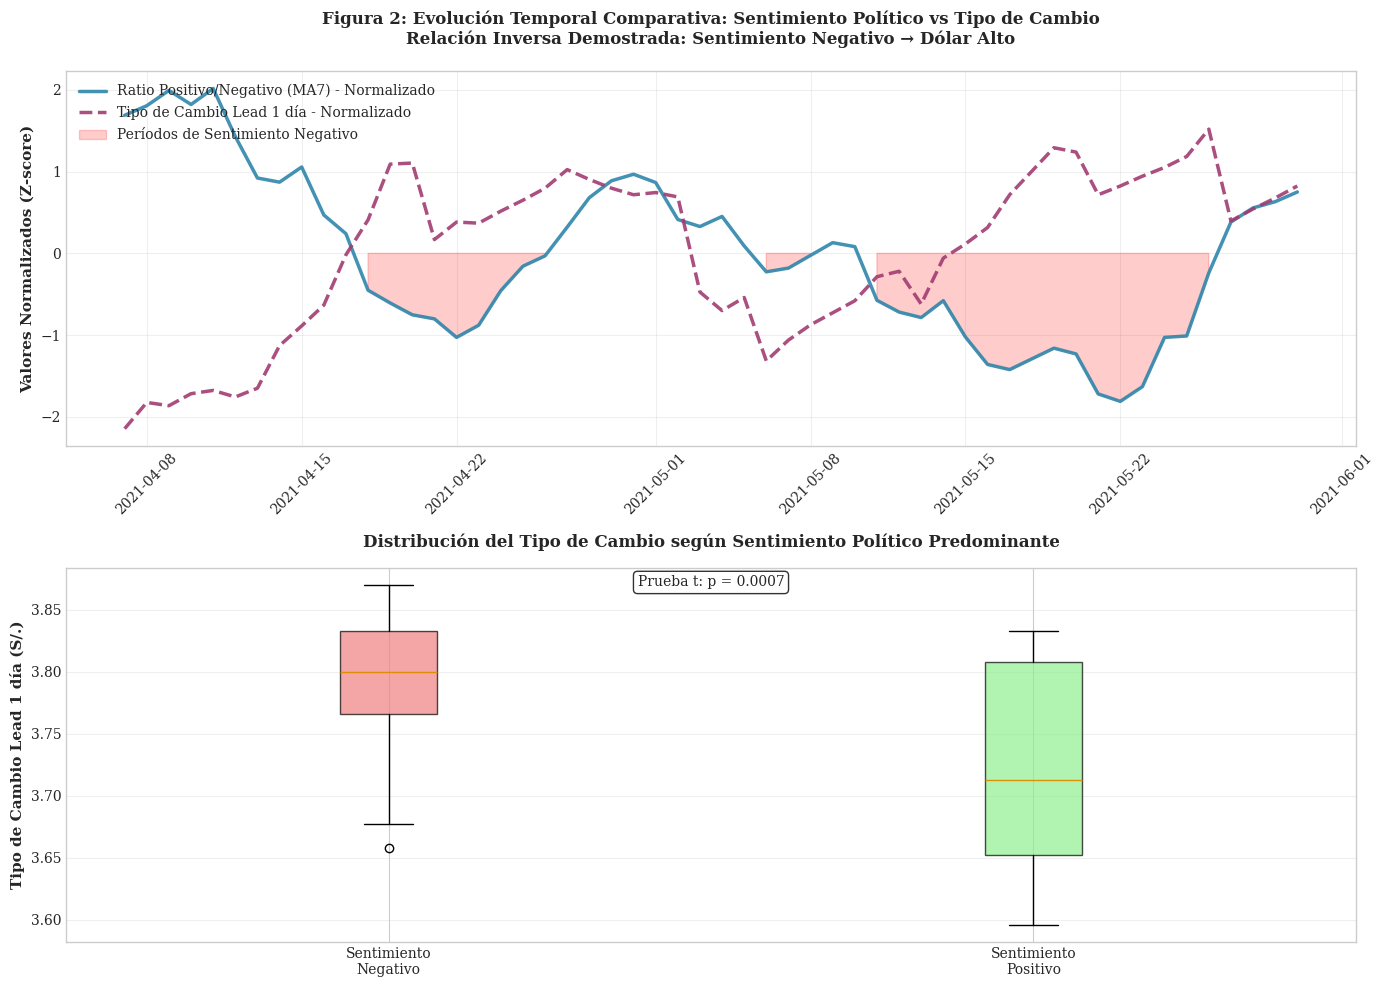 Figura 2: Evolución Temporal Comparativa: Sentimiento Político vs Tipo de Cambio
Relación Inversa Demostrada: Sentimiento Negativo → Dólar Alto
Valores Normalizados (Z-score)
2
1
0
−1
−2
Ratio Positivo/Negativo (MA7) - Normalizado
Tipo de Cambio Lead 1 día - Normalizado
Períodos de Sentimiento Negativo
2021-04-08
2021-04-15
2021-04-22
2021-05-01
2021-05-08
2021-05-15
2021-05-22
2021-06-01
Distribución del Tipo de Cambio según Sentimiento Político Predominante
Tipo de Cambio Lead 1 día (S/.)
3.85
3.80
3.75
3.70
3.65
3.60
Prueba t: p = 0.0007
Sentimiento
Negativo
Sentimiento
Positivo